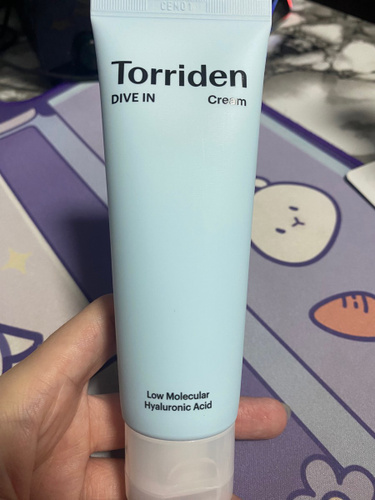 Torriden
DIVE IN Cream
Low Molecular
Hyaluronic Acid